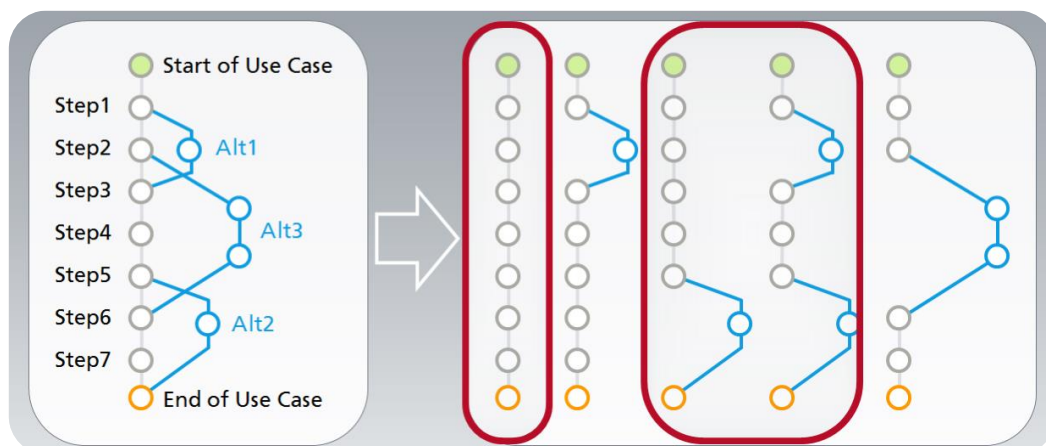 Start of Use Case
Step1
Step2
Alt1
Step3
Step4
Alt3
Step5
Step6
Alt2
Step7
End of Use Case